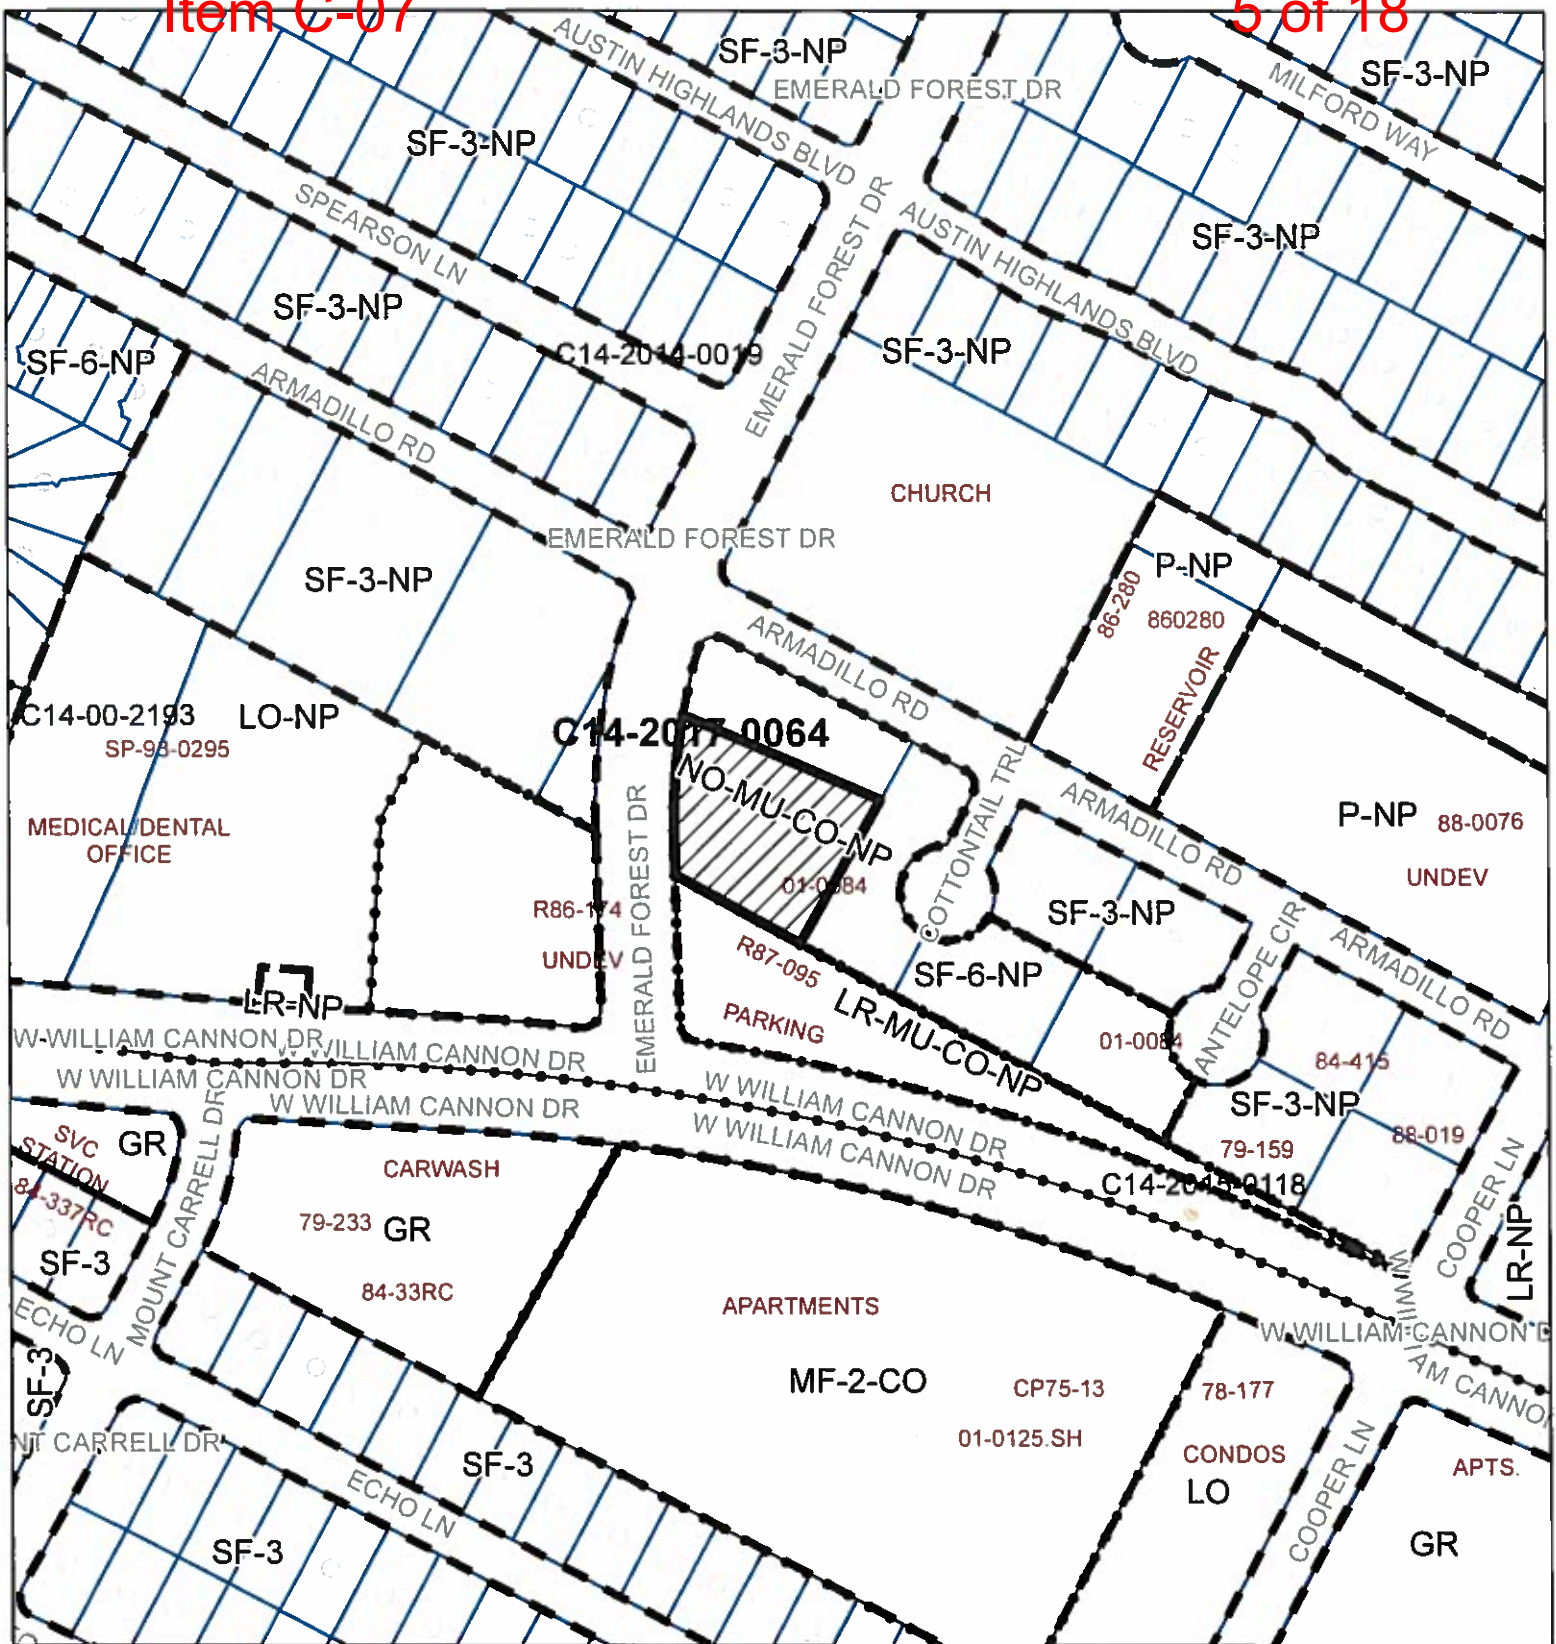 Item C-07
5 of 18
AUSTIN HIGHLANDS BLVD
SF-3-NP
EMERALD FOREST DR
MILFORD WAY
SF-3-NP
SF-3-NP
SPEARSON LN
EMERALD FOREST DR
AUSTIN HIGHLANDS BLVD
SF-3-NP
SF-3-NP
C14-2014-0019
SF-3-NP
SF-6-NP
ARMADILLO RD
CHURCH
EMERALD FOREST DR
SF-3-NP
P-NP
86-280
860280
RESERVOIR
ARMADILLO RD
C14-00-2193
LO-NP
SP-98-0295
C14-2017-0064
NO-MU-CO-NP
COTTONTAIL TRL
ARMADILLO RD
P-NP
88-0076
UNDEV
MEDICAL/DENTAL
OFFICE
EMERALD FOREST DR
01-0084
R86-174
UNDEV
SF-3-NP
ANTELOPE CIR
ARMADILLO RD
R87-095
SF-6-NP
PARKING
LR-MU-CO-NP
01-0084
LR-NP
W WILLIAM CANNON DR
W WILLIAM CANNON DR
W WILLIAM CANNON DR
W WILLIAM CANNON DR
W WILLIAM CANNON DR
W WILLIAM CANNON DR
84-415
SF-3-NP
79-159
88-019
COOPER LN
C14-2015-0118
LR-NP
SVC
STATION
GR
84-337RC
SF-3
MOUNT CARRELL DR
CARWASH
79-233
GR
84-33RC
ECHO LN
APARTMENTS
MF-2-CO
CP75-13
01-0125.SH
W WILLIAM CANNON D
W WILLIAM CANNO
78-177
CONDOS
LO
COOPER LN
APTS.
GR
SF-3
NT CARRELL DR
SF-3
ECHO LN
SF-3